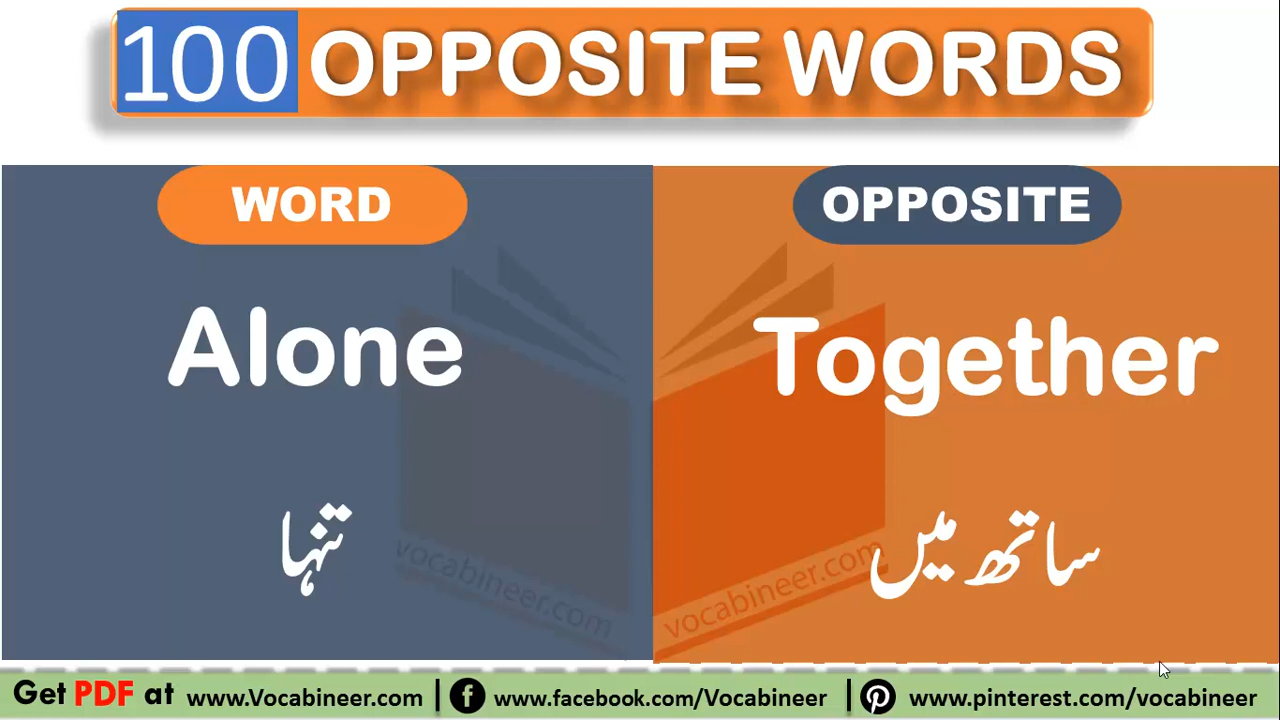 100 OPPOSITE WORDS
WORD
OPPOSITE
Alone
Together
تنہا
ساتھ میں
vocabineer.com
vocabineer.com
Get PDF at www.Vocabineer.com | www.facebook.com/Vocabineer | www.pinterest.com/vocabineer